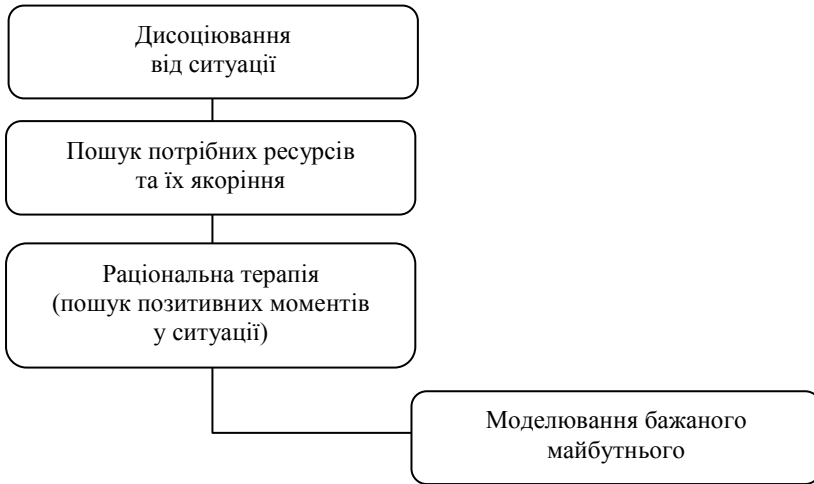 Дисоціювання
від ситуації
Пошук потрібних ресурсів
та їх якоріння
Раціональна терапія
(пошук позитивних моментів
у ситуації)
Моделювання бажаного
майбутнього